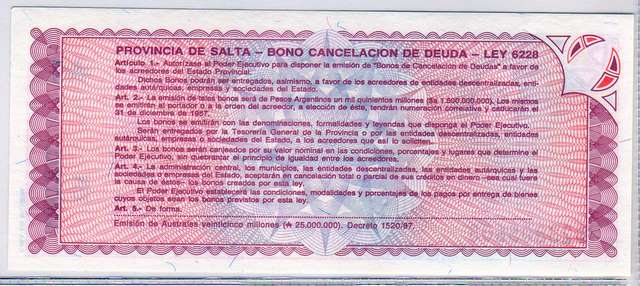 PROVINCIA DE SALTA - BONO CANCELACION DE DEUDA - LEY 6228
Artículo 1.- Autorízase al Poder Ejecutivo para disponer la emisión de "Bonos de Cancelación de Deudas" a favor de
los acreedores del Estado Provincial.
Dichos Bonos podrán ser entregados, asimismo, a favor de los acreedores de entidades descentralizadas, enti-
dades, autárquicas, empresas y sociedades del Estado.
Art. 2.- La emisión de tales bonos será de Pesos Argentinos un mil quinientos millones ($a 1.500.000.000). Los mismos
se emitirán al portador o a la orden del acreedor, a elección de éste, tendrán numeración correlativa y caducarán el
31 de diciembre de 1987.
Los bonos se emitirán con las denominaciones, formalidades y leyendas que disponga el Poder Ejecutivo.
Serán entregados por la Tesorería General de la Provincia o por las entidades descentralizadas, entidades
autárquicas, empresas o sociedades del Estado, a los acreedores que así lo soliciten.
Art. 3.- Los bonos serán canjeados por su valor nominal en las condiciones, porcentajes y lugares que determine el
Poder Ejecutivo, sin quebrantar el principio de igualdad entre los acreedores.
Art. 4.- La administración central, los municipios, las entidades descentralizadas, las entidades autárquicas y las
sociedades o empresas del Estado, aceptarán en cancelación total o parcial de sus créditos en dinero -sea cual fuere
la causa de éstos- los bonos creados por esta ley.
El Poder Ejecutivo establecerá las condiciones, modalidades y porcentajes de los pagos por entrega de bienes
cuyos objetos sean los bonos previstos por esta ley.
Art. 5.- De forma.
Emisión de Australes veinticinco millones (₳ 25.000.000). Decreto 1520/87.